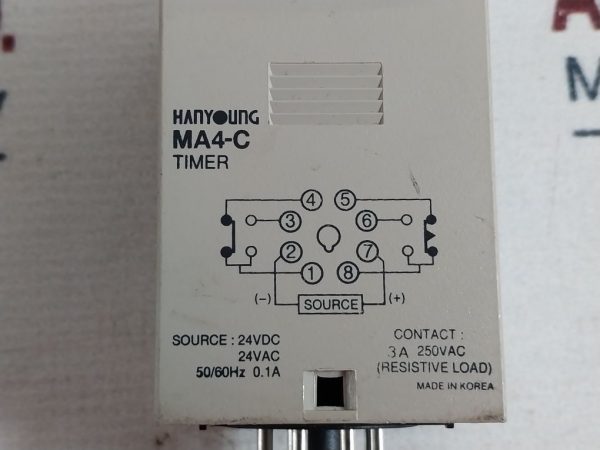 HANYOUNG
MA4-C
TIMER
4 5
3 6
2 7
1 8
(-) SOURCE (+)
SOURCE : 24VDC
24VAC
50/60Hz 0.1A
CONTACT :
3A 250VAC
(RESISTIVE LOAD)
MADE IN KOREA